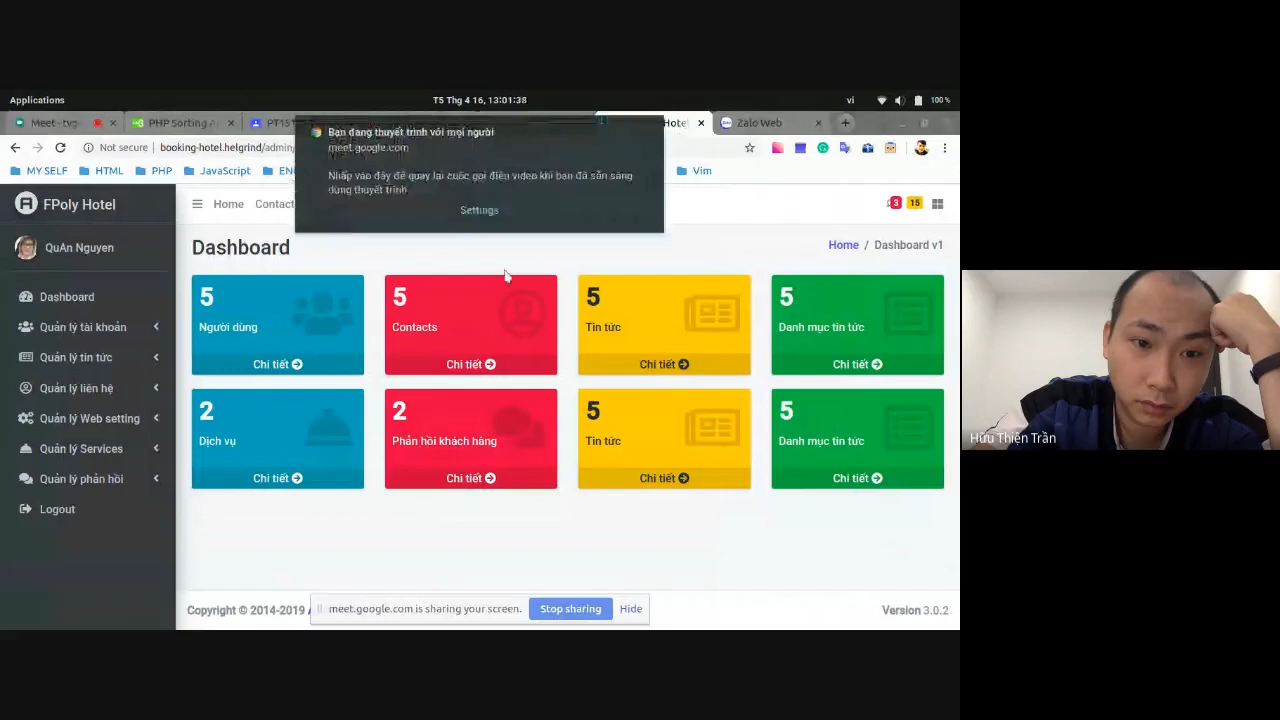 Applications
T5 Thg 4 16, 13:01:38
vi
100 %
Meet - tvp
PHP Sorting A
PT151
Hotel
Zalo Web
Not secure
booking-hotel.helgrind/admin/
MY SELF
HTML
PHP
JavaScript
Vim
Bạn đang thuyết trình với mọi người
meet.google.com
Nhấp vào đây để quay lại cuộc gọi điều video khi bạn đã sẵn sàng
dừng thuyết trình
Settings
FPoly Hotel
QuAn Nguyen
Dashboard
Quản lý tài khoản
Quản lý tin tức
Quản lý liên hệ
Quản lý Web setting
Quản lý Services
Quản lý phản hồi
Logout
Home
Contact
3
15
Dashboard
Home / Dashboard v1
5
Người dùng
Chi tiết
5
Contacts
Chi tiết
5
Tin tức
Chi tiết
5
Danh mục tin tức
Chi tiết
2
Dịch vụ
Chi tiết
2
Phản hồi khách hàng
Chi tiết
5
Tin tức
Chi tiết
5
Danh mục tin tức
Chi tiết
Copyright © 2014-2019
Version 3.0.2
meet.google.com is sharing your screen.
Stop sharing
Hide
Hữu Thiện Trần